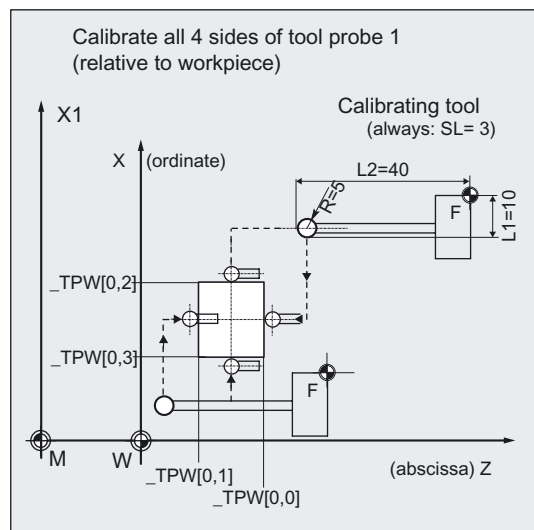 Calibrate all 4 sides of tool probe 1
(relative to workpiece)
X1
Calibrating tool
(always: SL= 3)
X (ordinate)
L2=40
R=5
F
L1=10
_TPW[0,2]
_TPW[0,3]
F
M
W
(abscissa) Z
_TPW[0,1]
_TPW[0,0]